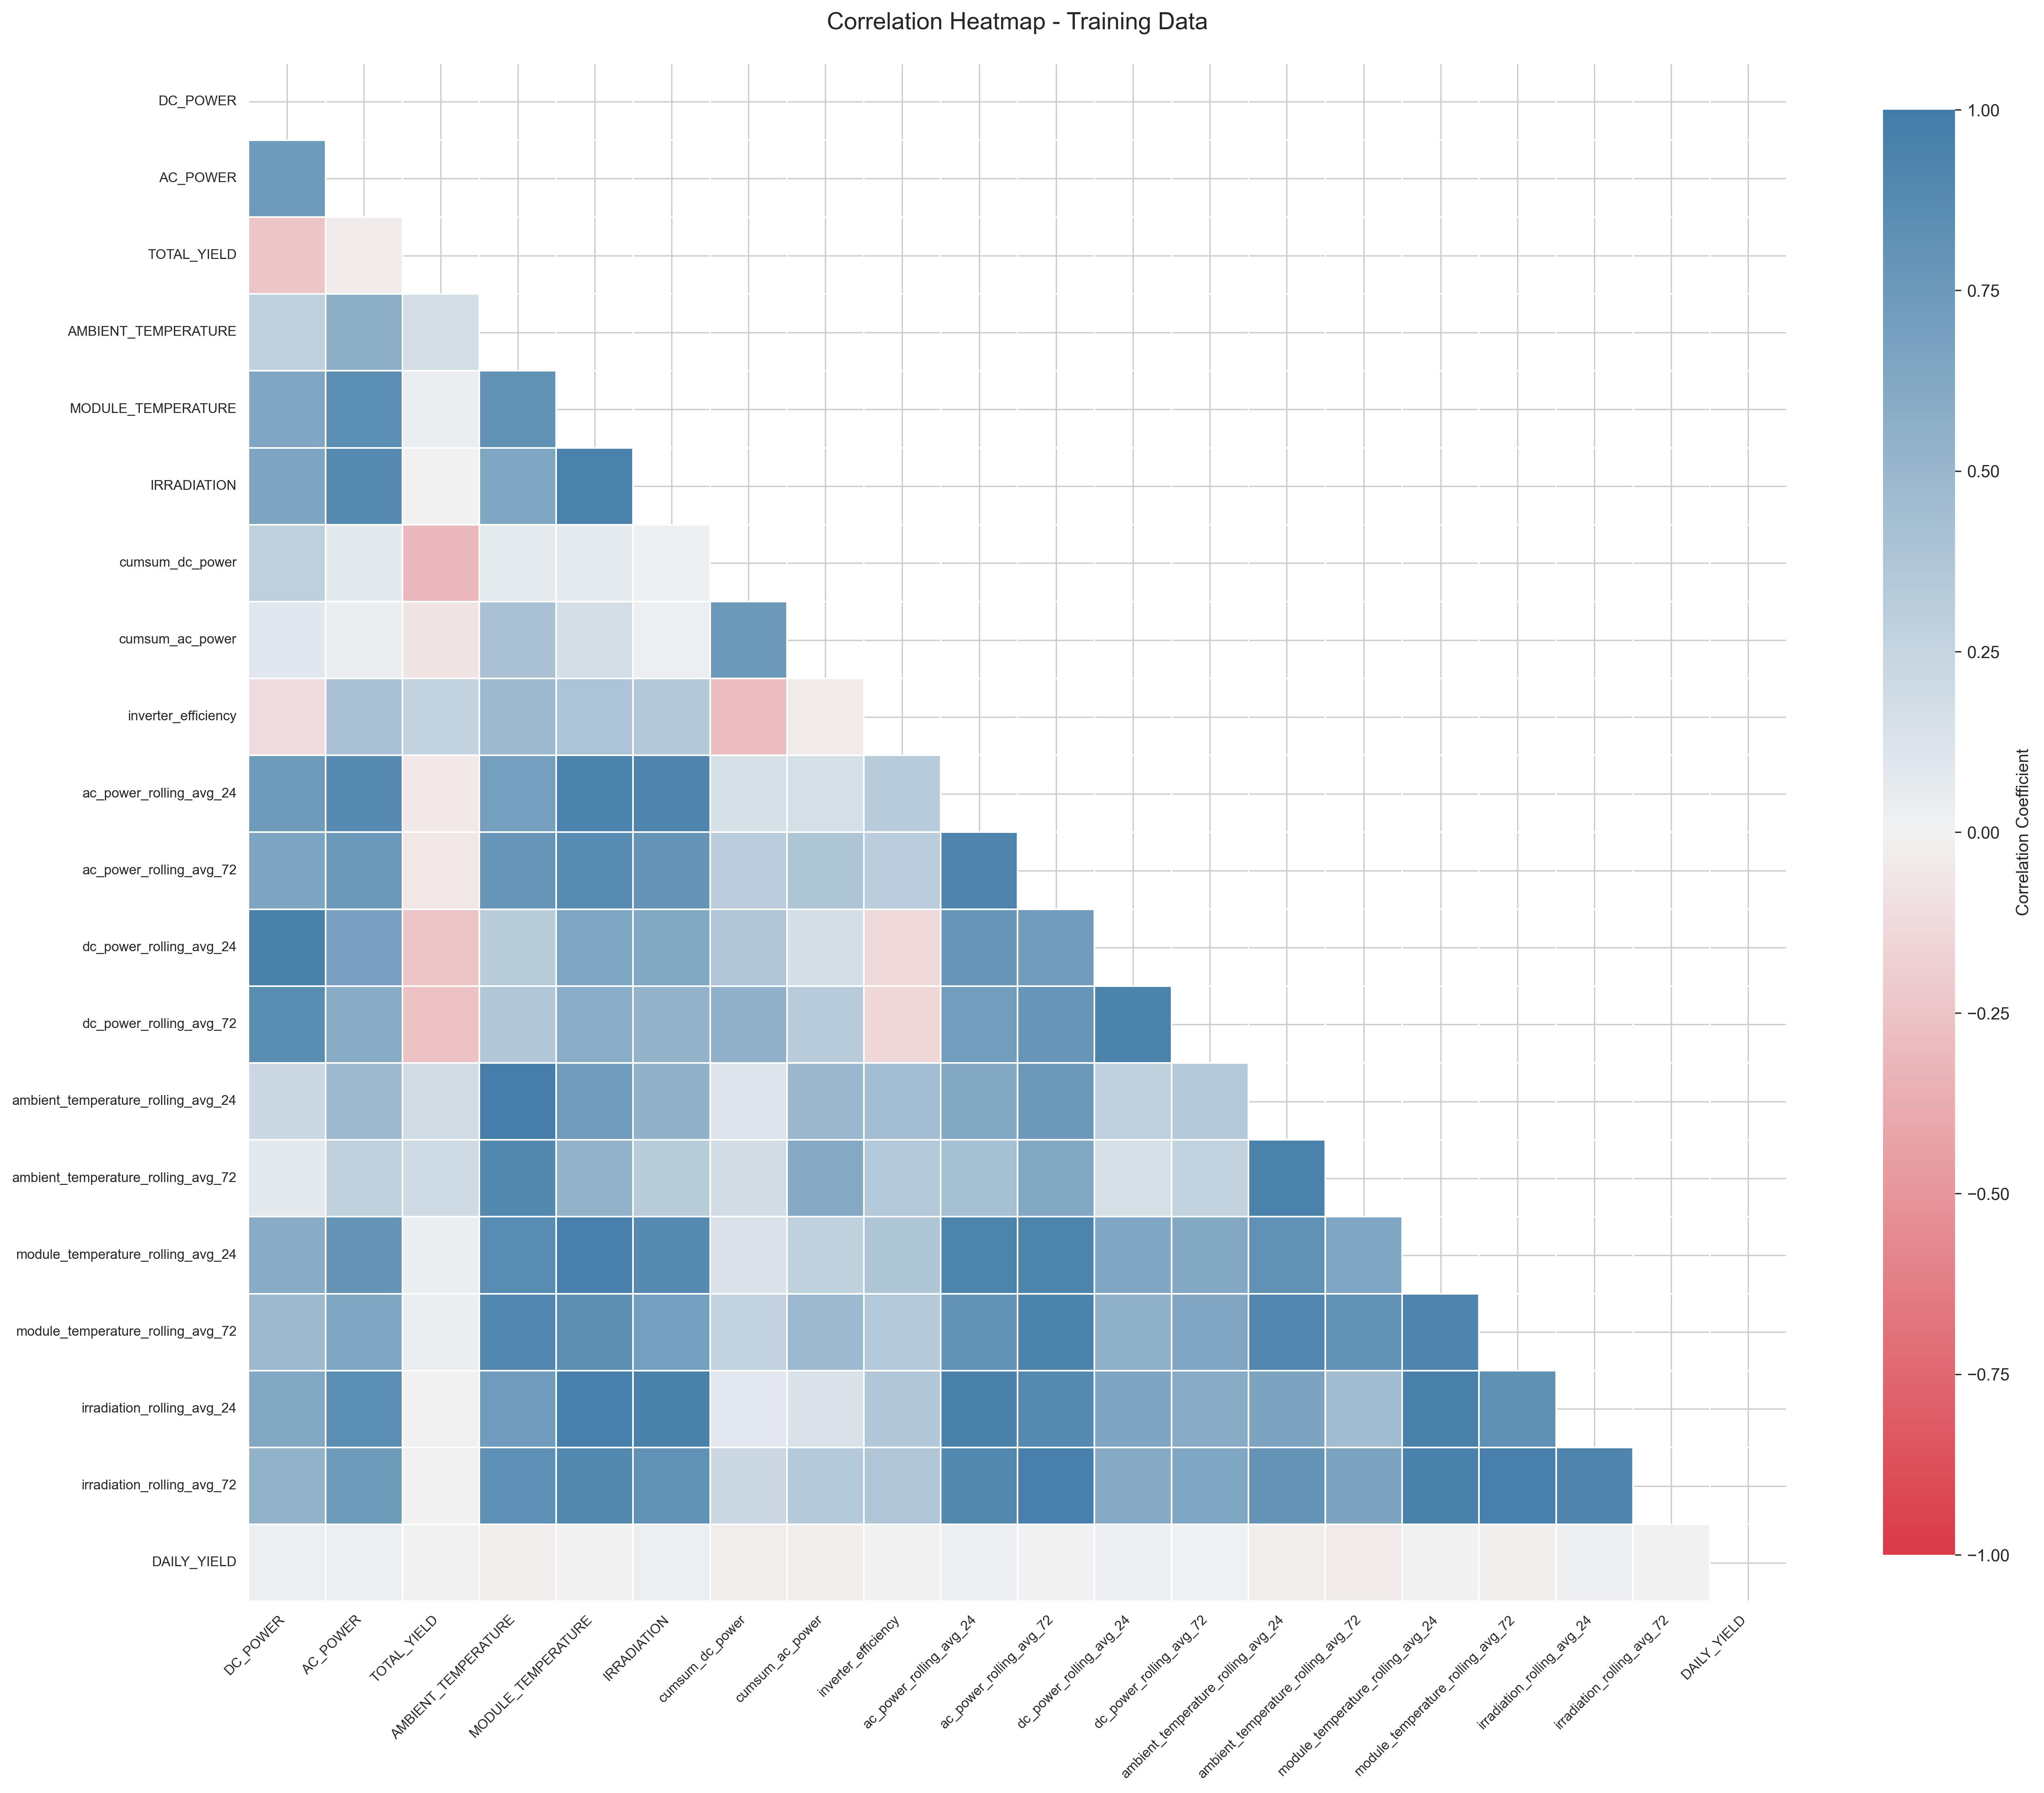 Correlation Heatmap - Training Data
DC_POWER
AC_POWER
TOTAL_YIELD
AMBIENT_TEMPERATURE
MODULE_TEMPERATURE
IRRADIATION
cumsum_dc_power
cumsum_ac_power
inverter_efficiency
ac_power_rolling_avg_24
ac_power_rolling_avg_72
dc_power_rolling_avg_24
dc_power_rolling_avg_72
ambient_temperature_rolling_avg_24
ambient_temperature_rolling_avg_72
module_temperature_rolling_avg_24
module_temperature_rolling_avg_72
irradiation_rolling_avg_24
irradiation_rolling_avg_72
DAILY_YIELD
DC_POWER
AC_POWER
TOTAL_YIELD
AMBIENT_TEMPERATURE
MODULE_TEMPERATURE
IRRADIATION
cumsum_dc_power
cumsum_ac_power
inverter_efficiency
ac_power_rolling_avg_24
ac_power_rolling_avg_72
dc_power_rolling_avg_24
dc_power_rolling_avg_72
ambient_temperature_rolling_avg_24
ambient_temperature_rolling_avg_72
module_temperature_rolling_avg_24
module_temperature_rolling_avg_72
irradiation_rolling_avg_24
irradiation_rolling_avg_72
DAILY_YIELD
1.00
0.75
0.50
0.25
0.00
−0.25
−0.50
−0.75
−1.00
Correlation Coefficient